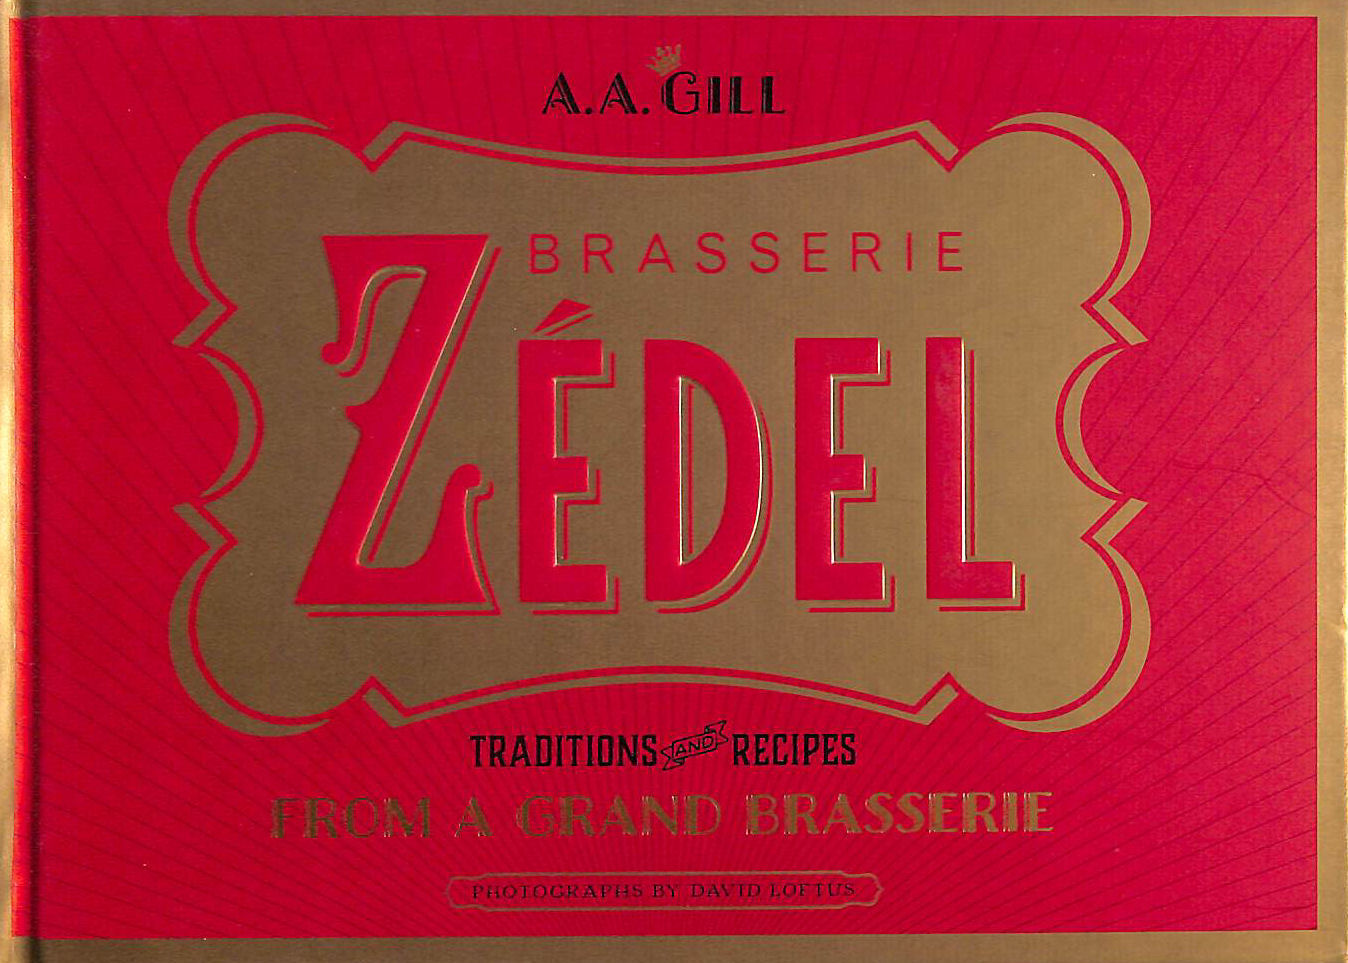 A.A. GILL
BRASSERIE
ZÉDEL
TRADITIONS AND RECIPES
FROM A GRAND BRASSERIE
PHOTOGRAPHS BY DAVID LOFTUS